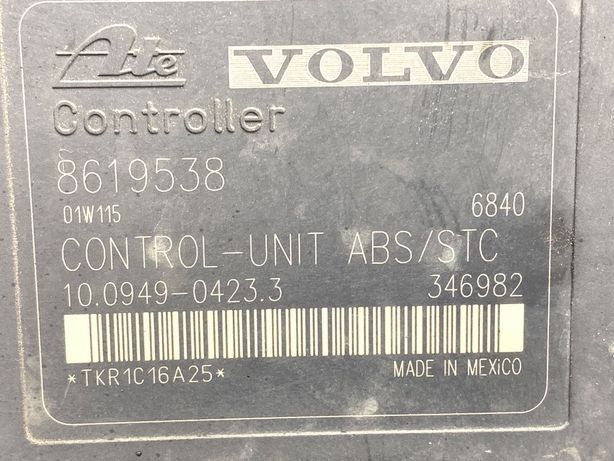 Ate VOLVO
Controller
8619538
01W115 6840
CONTROL-UNIT ABS/STC
10.0949-0423.3 346982
*TKR1C16A25* MADE IN MEXiCO